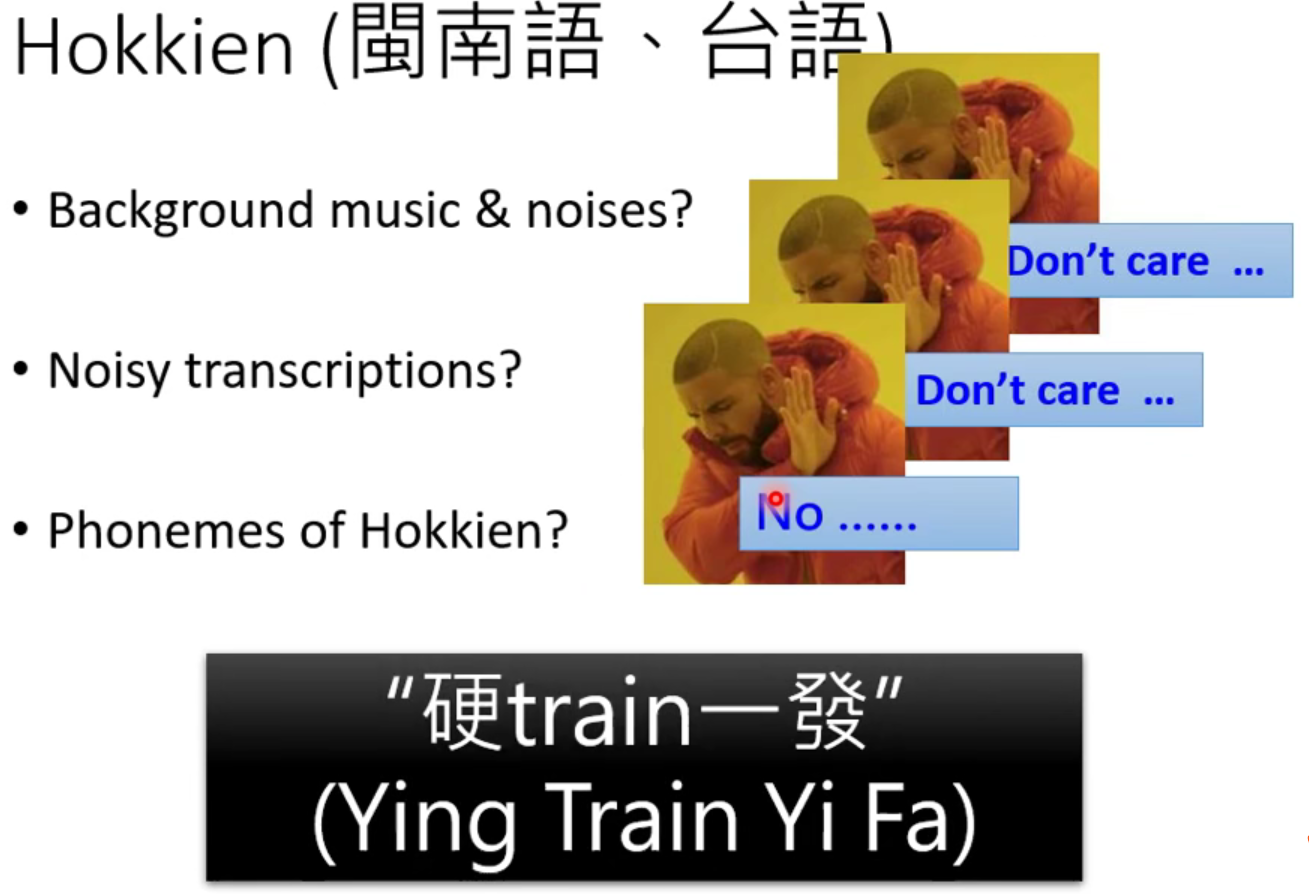 Hokkien (閩南語、台語)
• Background music & noises?
Don't care …
• Noisy transcriptions?
Don't care …
• Phonemes of Hokkien?
No ......
“硬train一發”
(Ying Train Yi Fa)